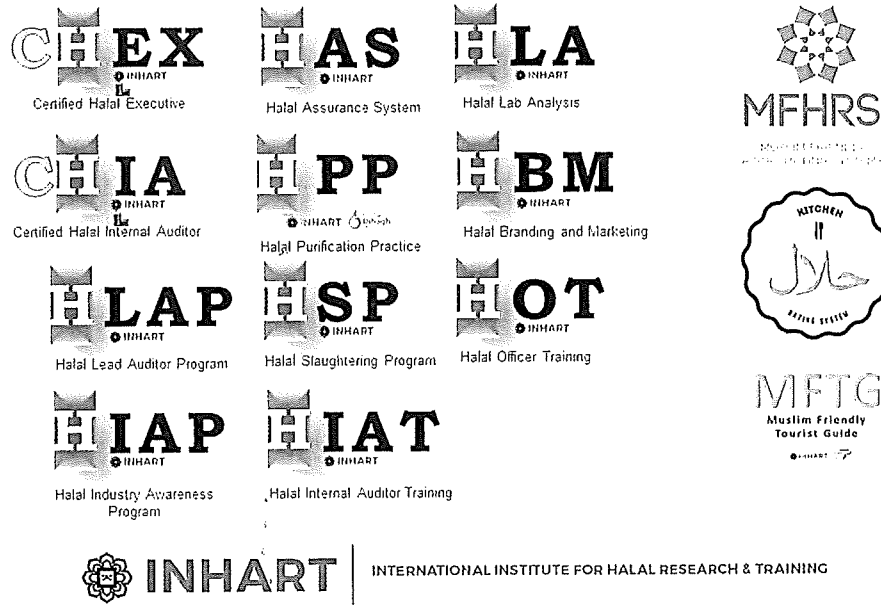 CHEX
INHART
Certified Halal Executive
HAS
INHART
Halal Assurance System
HLA
INHART
Halal Lab Analysis
MFHRS
CHIA
INHART
Certified Halal Internal Auditor
HPP
INHART
Halal Purification Practice
HBM
INHART
Halal Branding and Marketing
KITCHEN
حلال
RATING SYSTEM
HLAP
INHART
Halal Lead Auditor Program
HSP
INHART
Halal Slaughtering Program
HOT
INHART
Halal Officer Training
MFTG
Muslim Friendly
Tourist Guide
INHART
HIAP
INHART
Halal Industry Awareness
Program
HIAT
INHART
Halal Internal Auditor Training
INHART
INTERNATIONAL INSTITUTE FOR HALAL RESEARCH & TRAINING